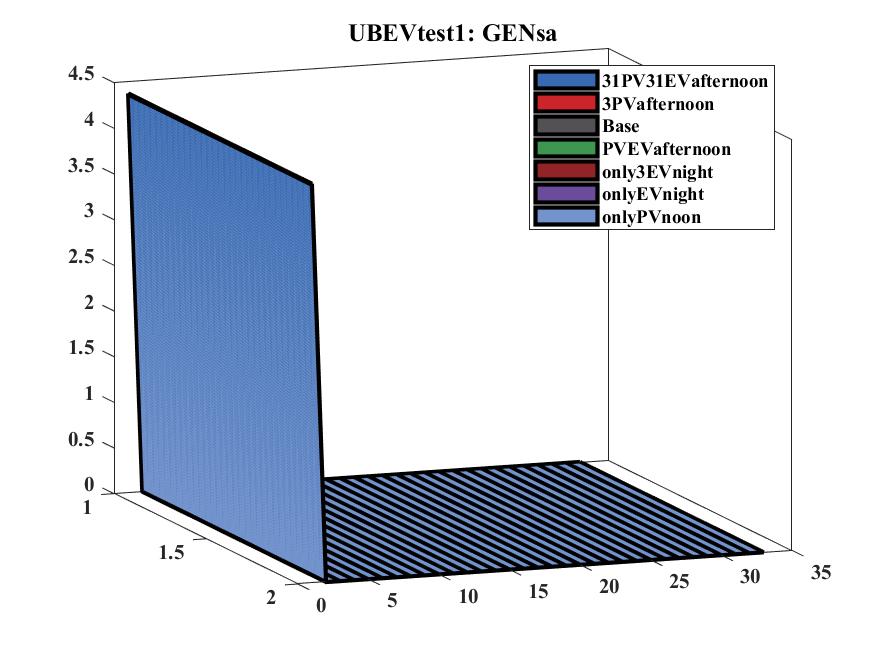 UBEVtest1: GENsa
31PV31EVafternoon
3PVafternoon
Base
PVEVafternoon
only3EVnight
onlyEVnight
onlyPVnoon
4.5
4
3.5
3
2.5
2
1.5
1
0.5
0
1
1.5
2
0
5
10
15
20
25
30
35